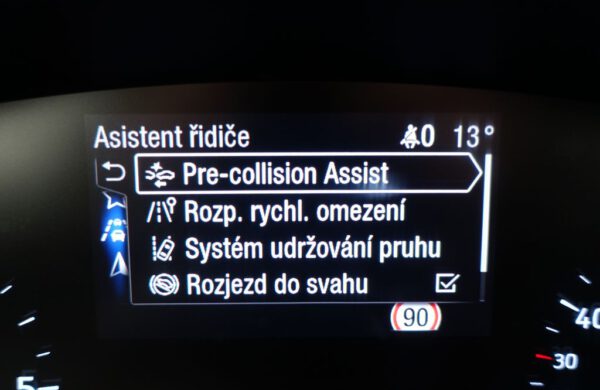 Asistent řidiče 0 13°
Pre-collision Assist
Rozp. rychl. omezení
Systém udržování pruhu
Rozjezd do svahu
90
40
30
5